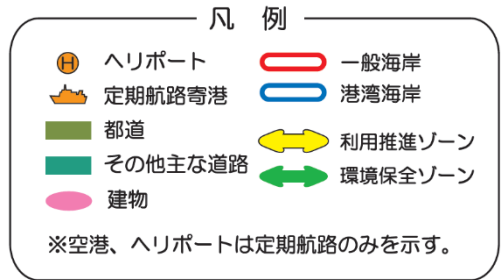 凡 例
H ヘリポート
定期航路寄港
都道
その他主な道路
建物
一般海岸
港湾海岸
利用推進ゾーン
環境保全ゾーン
※空港、ヘリポートは定期航路のみを示す。